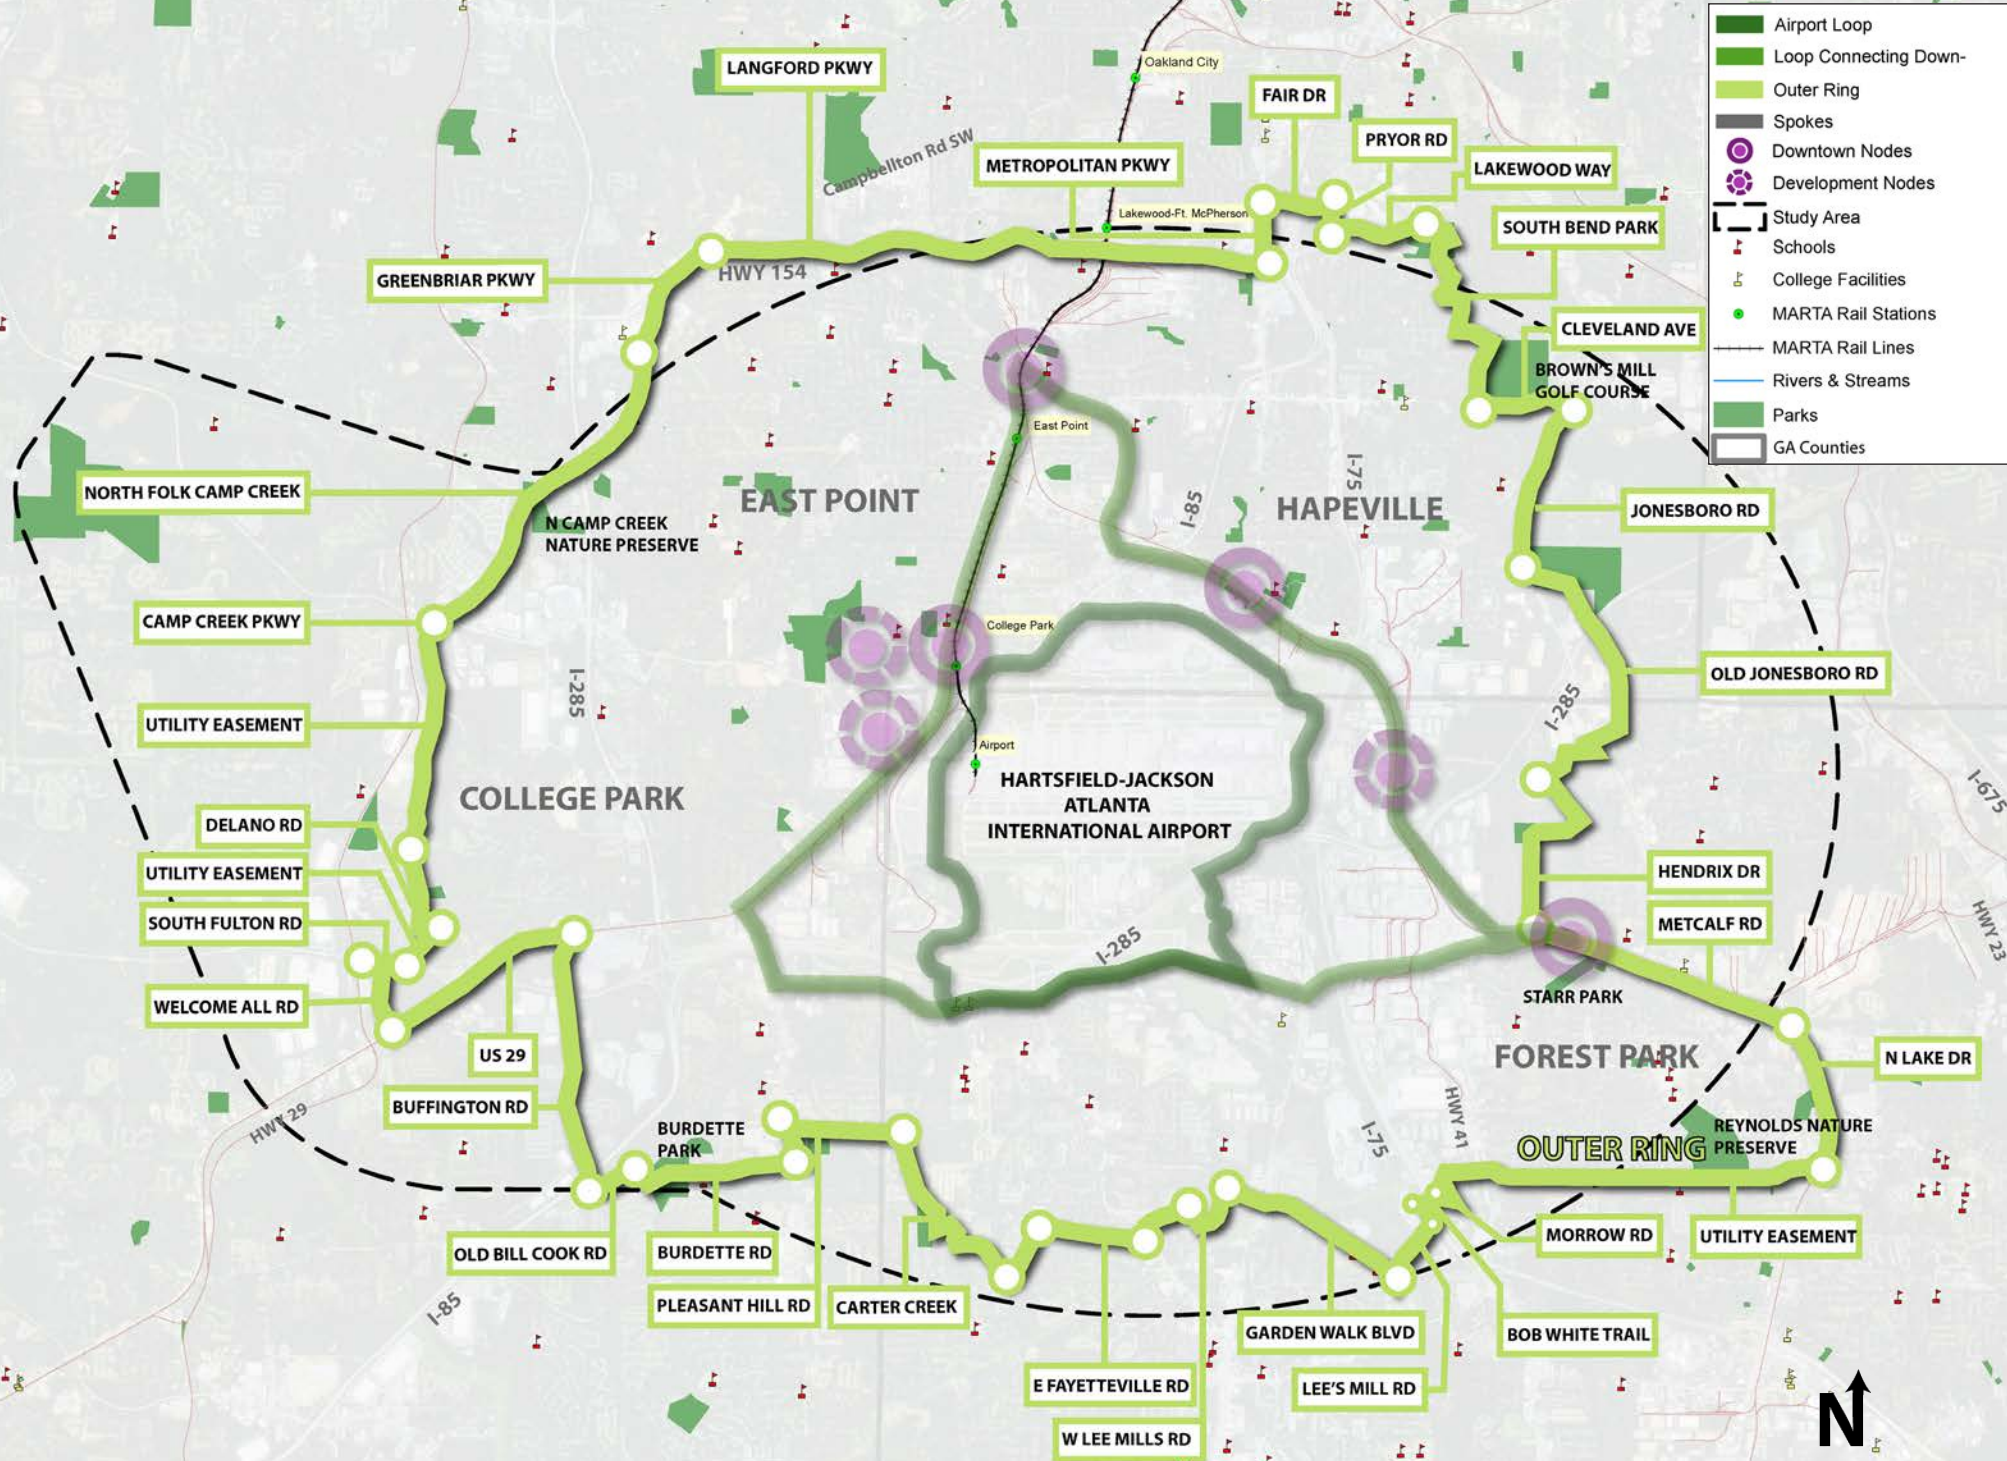 Airport Loop
Loop Connecting Down-
Outer Ring
Spokes
Downtown Nodes
Development Nodes
Study Area
Schools
College Facilities
MARTA Rail Stations
MARTA Rail Lines
Rivers & Streams
Parks
GA Counties
LANGFORD PKWY
Oakland City
FAIR DR
PRYOR RD
Campbellton Rd SW
METROPOLITAN PKWY
LAKEWOOD WAY
Lakewood-Ft. McPherson
SOUTH BEND PARK
GREENBRIAR PKWY
HWY 154
CLEVELAND AVE
BROWN'S MILL
GOLF COURSE
East Point
NORTH FOLK CAMP CREEK
EAST POINT
I-85
I-75
HAPEVILLE
JONESBORO RD
N CAMP CREEK
NATURE PRESERVE
CAMP CREEK PKWY
College Park
I-285
I-285
OLD JONESBORO RD
UTILITY EASEMENT
Airport
HARTSFIELD-JACKSON
ATLANTA
INTERNATIONAL AIRPORT
COLLEGE PARK
I-675
DELANO RD
UTILITY EASEMENT
HENDRIX DR
SOUTH FULTON RD
METCALF RD
HWY 23
I-285
WELCOME ALL RD
STARR PARK
US 29
FOREST PARK
N LAKE DR
BUFFINGTON RD
HWY 29
HWY 41
I-75
BURDETTE
PARK
OUTER RING
REYNOLDS NATURE
PRESERVE
OLD BILL COOK RD
BURDETTE RD
MORROW RD
UTILITY EASEMENT
PLEASANT HILL RD
CARTER CREEK
I-85
GARDEN WALK BLVD
BOB WHITE TRAIL
E FAYETTEVILLE RD
LEE'S MILL RD
W LEE MILLS RD
N